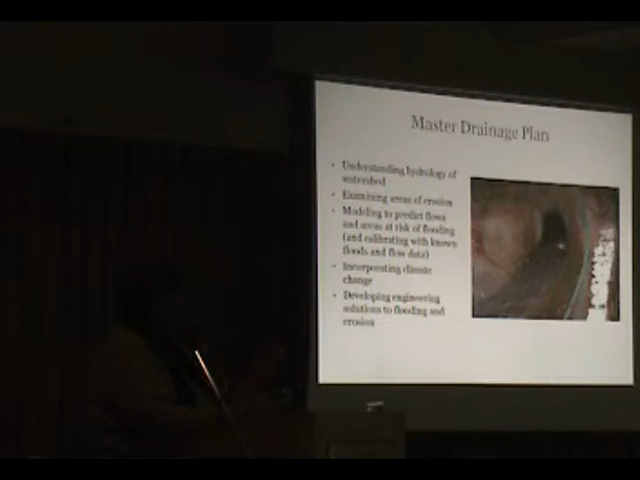 Master Drainage Plan
• Understanding hydrology of
watershed
• Examining areas of erosion
• Modeling to predict flows
and areas at risk of flooding
(and calibrating with known
floods and flow data)
• Incorporating climate
change
• Developing engineering
solutions to flooding and
erosion